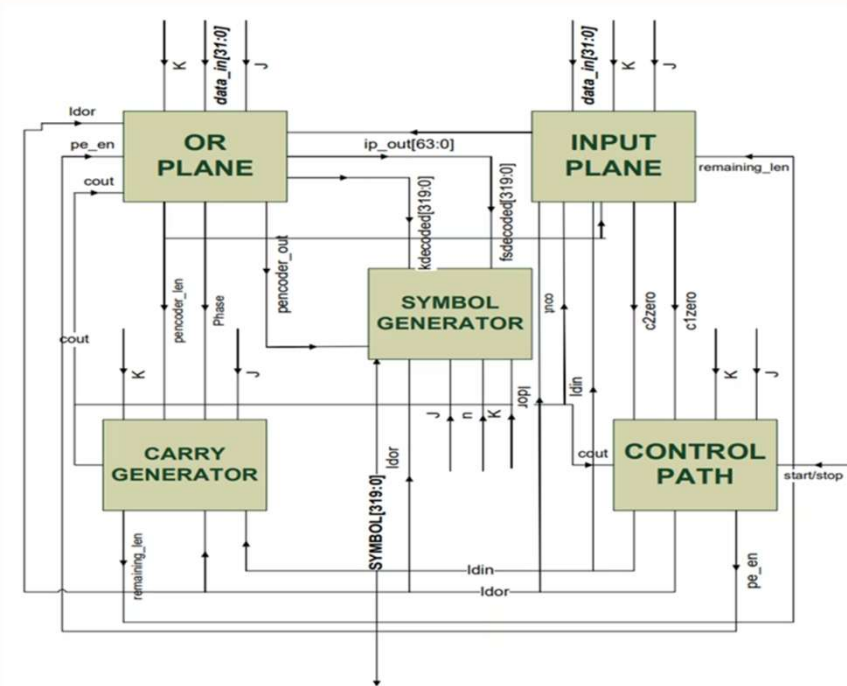 K
data_in[31:0]
J
data_in[31:0]
K
J
ldor
pe_en
cout
OR
PLANE
ip_out[63:0]
INPUT
PLANE
remaining_len
kdecoded[319:0]
fsdecoded[319:0]
pencoder_len
Phase
pencoder_out
SYMBOL
GENERATOR
cout
c2zero
c1zero
cout
K
J
J
n
K
ldor
ldin
K
J
CARRY
GENERATOR
SYMBOL[319:0]
ldor
cout
CONTROL
PATH
start/stop
remaining_len
ldin
ldor
pe_en